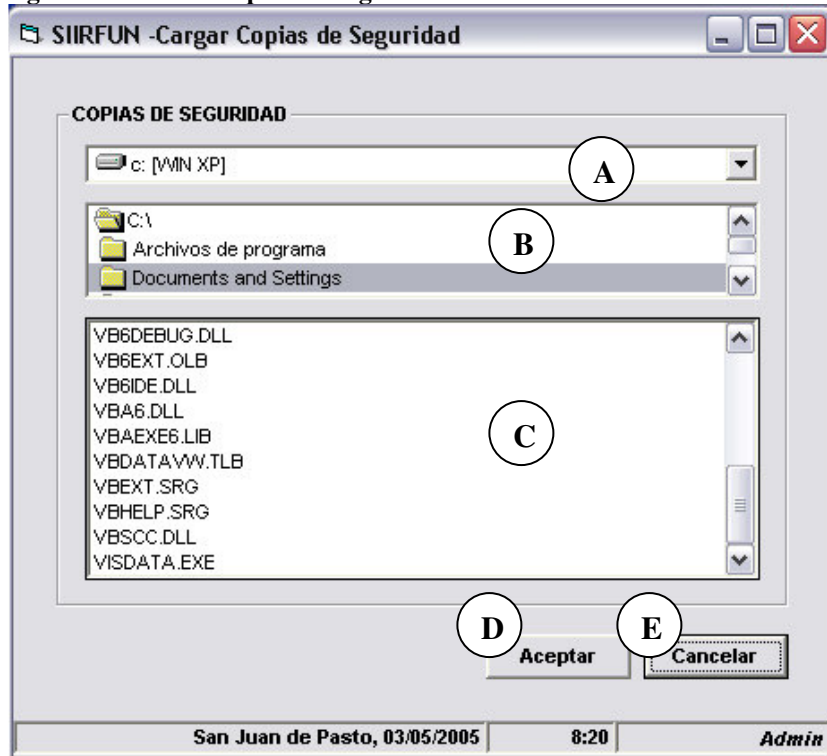 SIIRFUN -Cargar Copias de Seguridad
COPIAS DE SEGURIDAD
c: [WIN XP]
A
C:\
Archivos de programa
Documents and Settings
B
VB6DEBUG.DLL
VB6EXT.OLB
VB6IDE.DLL
VBA6.DLL
VBAEXE6.LIB
VBDATAVW.TLB
VBEXT.SRG
VBHELP.SRG
VBSCC.DLL
VISDATA.EXE
C
D
E
Aceptar
Cancelar
San Juan de Pasto, 03/05/2005
8:20
Admin